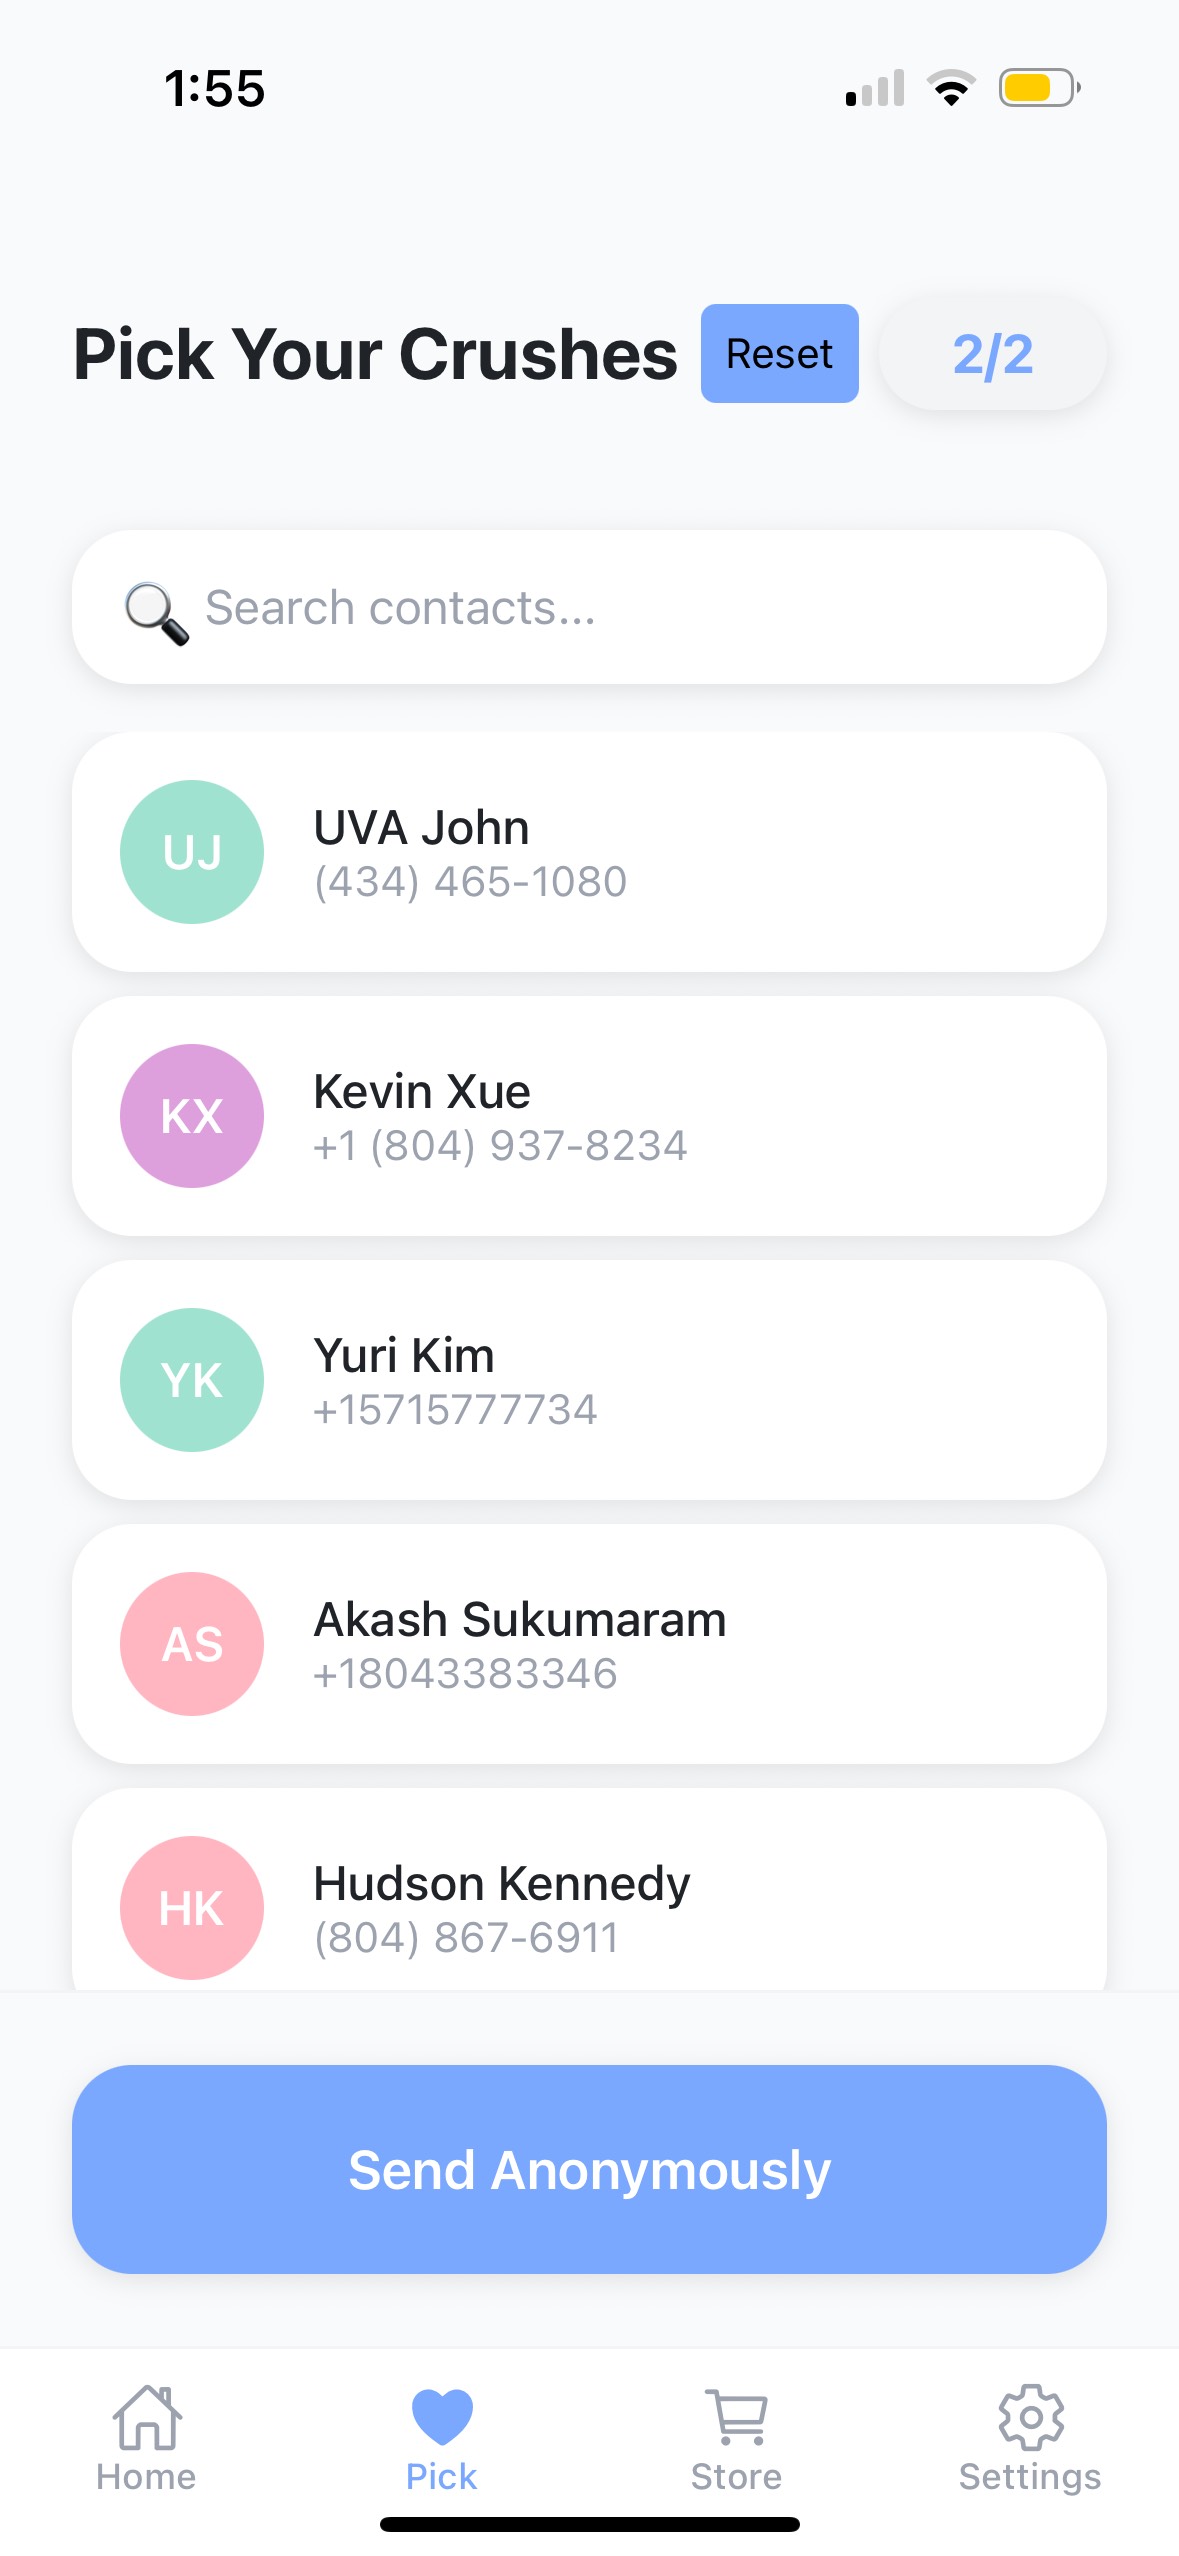 1:55
Pick Your Crushes
Reset
2/2
Search contacts...
UJ
UVA John
(434) 465-1080
KX
Kevin Xue
+1 (804) 937-8234
YK
Yuri Kim
+15715777734
AS
Akash Sukumaram
+18043383346
HK
Hudson Kennedy
(804) 867-6911
Send Anonymously
Home
Pick
Store
Settings